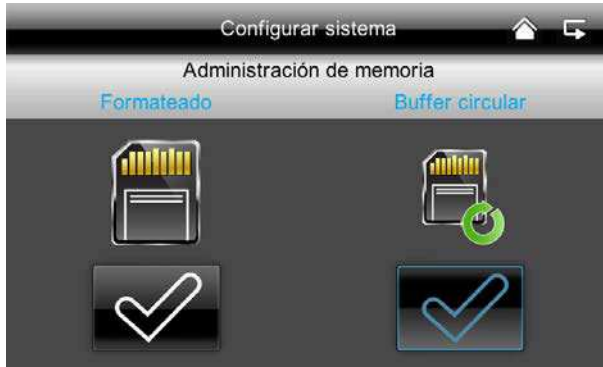 Configurar sistema
Administración de memoria
Formateado Buffer circular